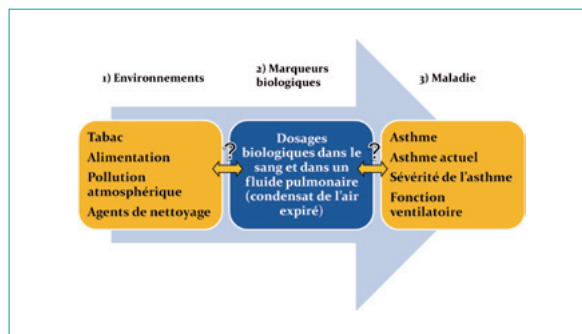 1) Environnements
2) Marqueurs
biologiques
3) Maladie
Tabac
Alimentation
Pollution
atmosphérique
Agents de nettoyage
?
Dosages
biologiques dans le
sang et dans un
fluide pulmonaire
(condensat de l'air
expiré)
?
Asthme
Asthme actuel
Sévérité de l'asthme
Fonction
ventilatoire